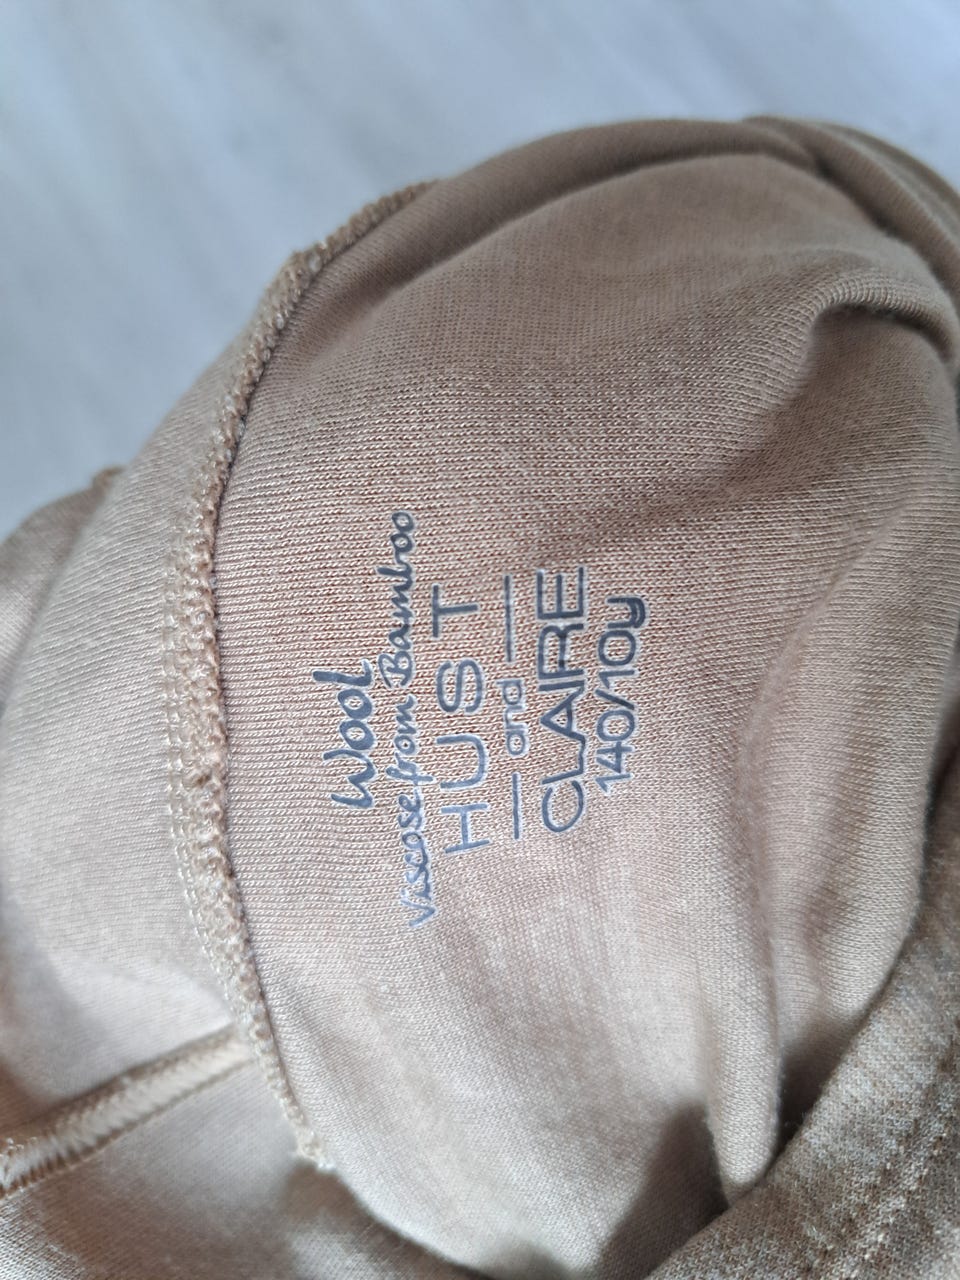 Wool
Viscose from Bamboo
HUST
and
CLAIRE
140/10y